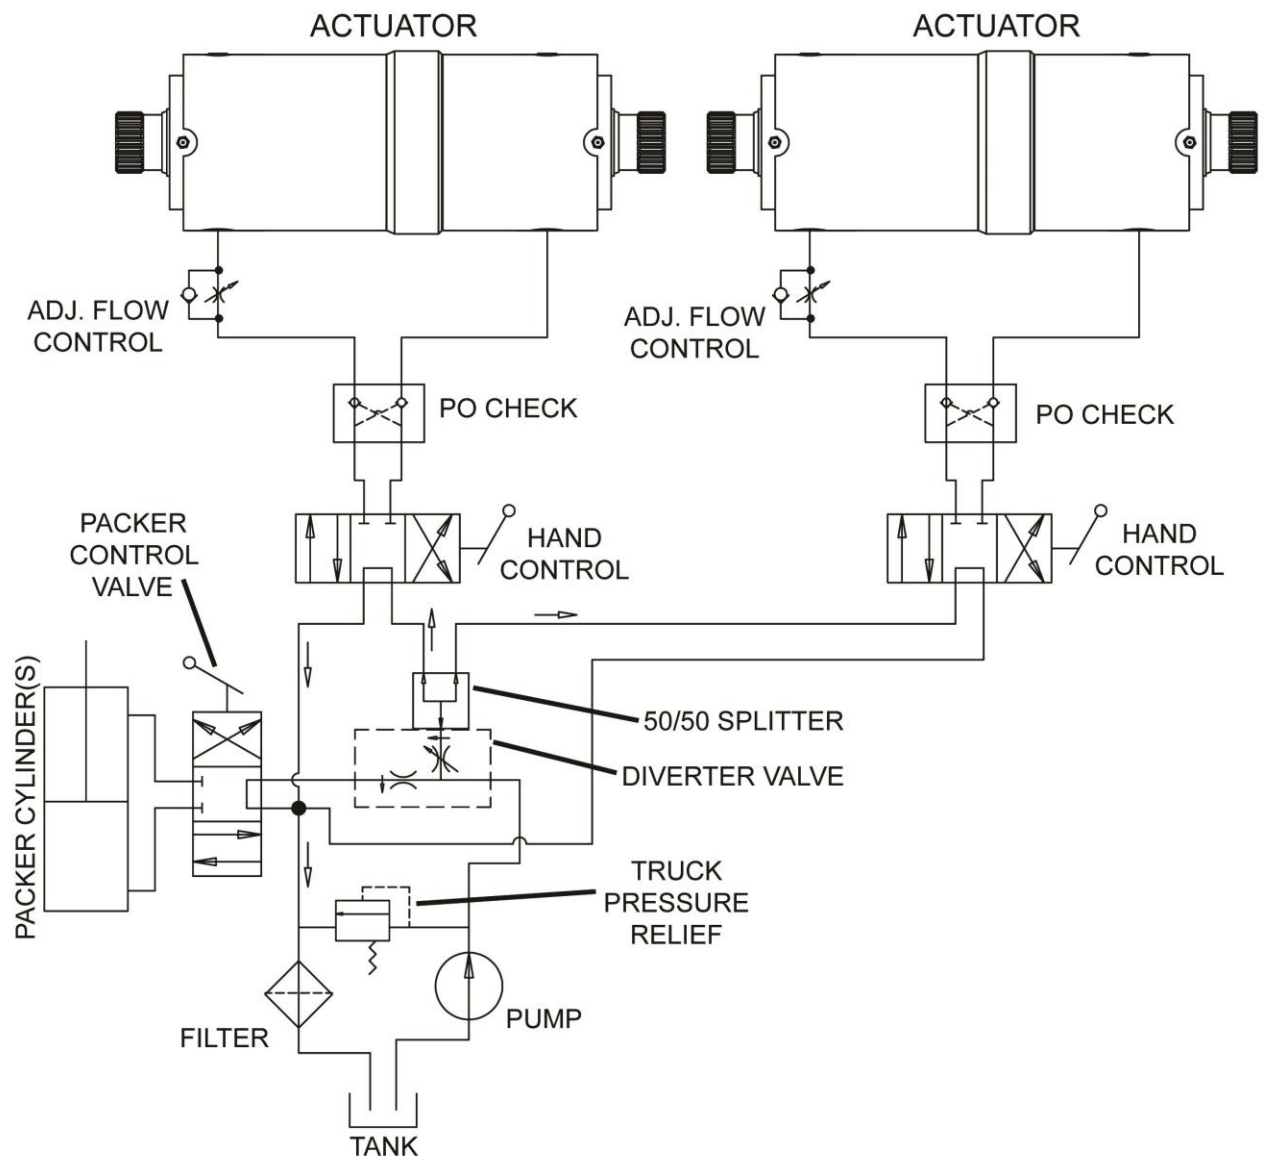 ACTUATOR
ACTUATOR
ADJ. FLOW
CONTROL
ADJ. FLOW
CONTROL
PO CHECK
PO CHECK
PACKER
CONTROL
VALVE
HAND
CONTROL
HAND
CONTROL
PACKER CYLINDER(S)
50/50 SPLITTER
DIVERTER VALVE
TRUCK
PRESSURE
RELIEF
FILTER
PUMP
TANK